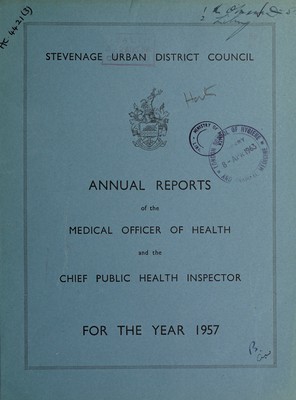 STEVENAGE URBAN DISTRICT COUNCIL
ANNUAL REPORTS
of the
MEDICAL OFFICER OF HEALTH
and the
CHIEF PUBLIC HEALTH INSPECTOR
FOR THE YEAR 1957